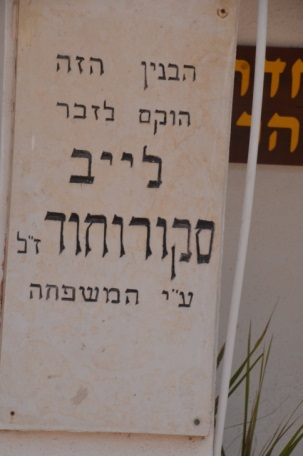 הבנין הזה
הוקם לזכר
לייב
סקורוחוד ז"ל
ע"י המשפחה